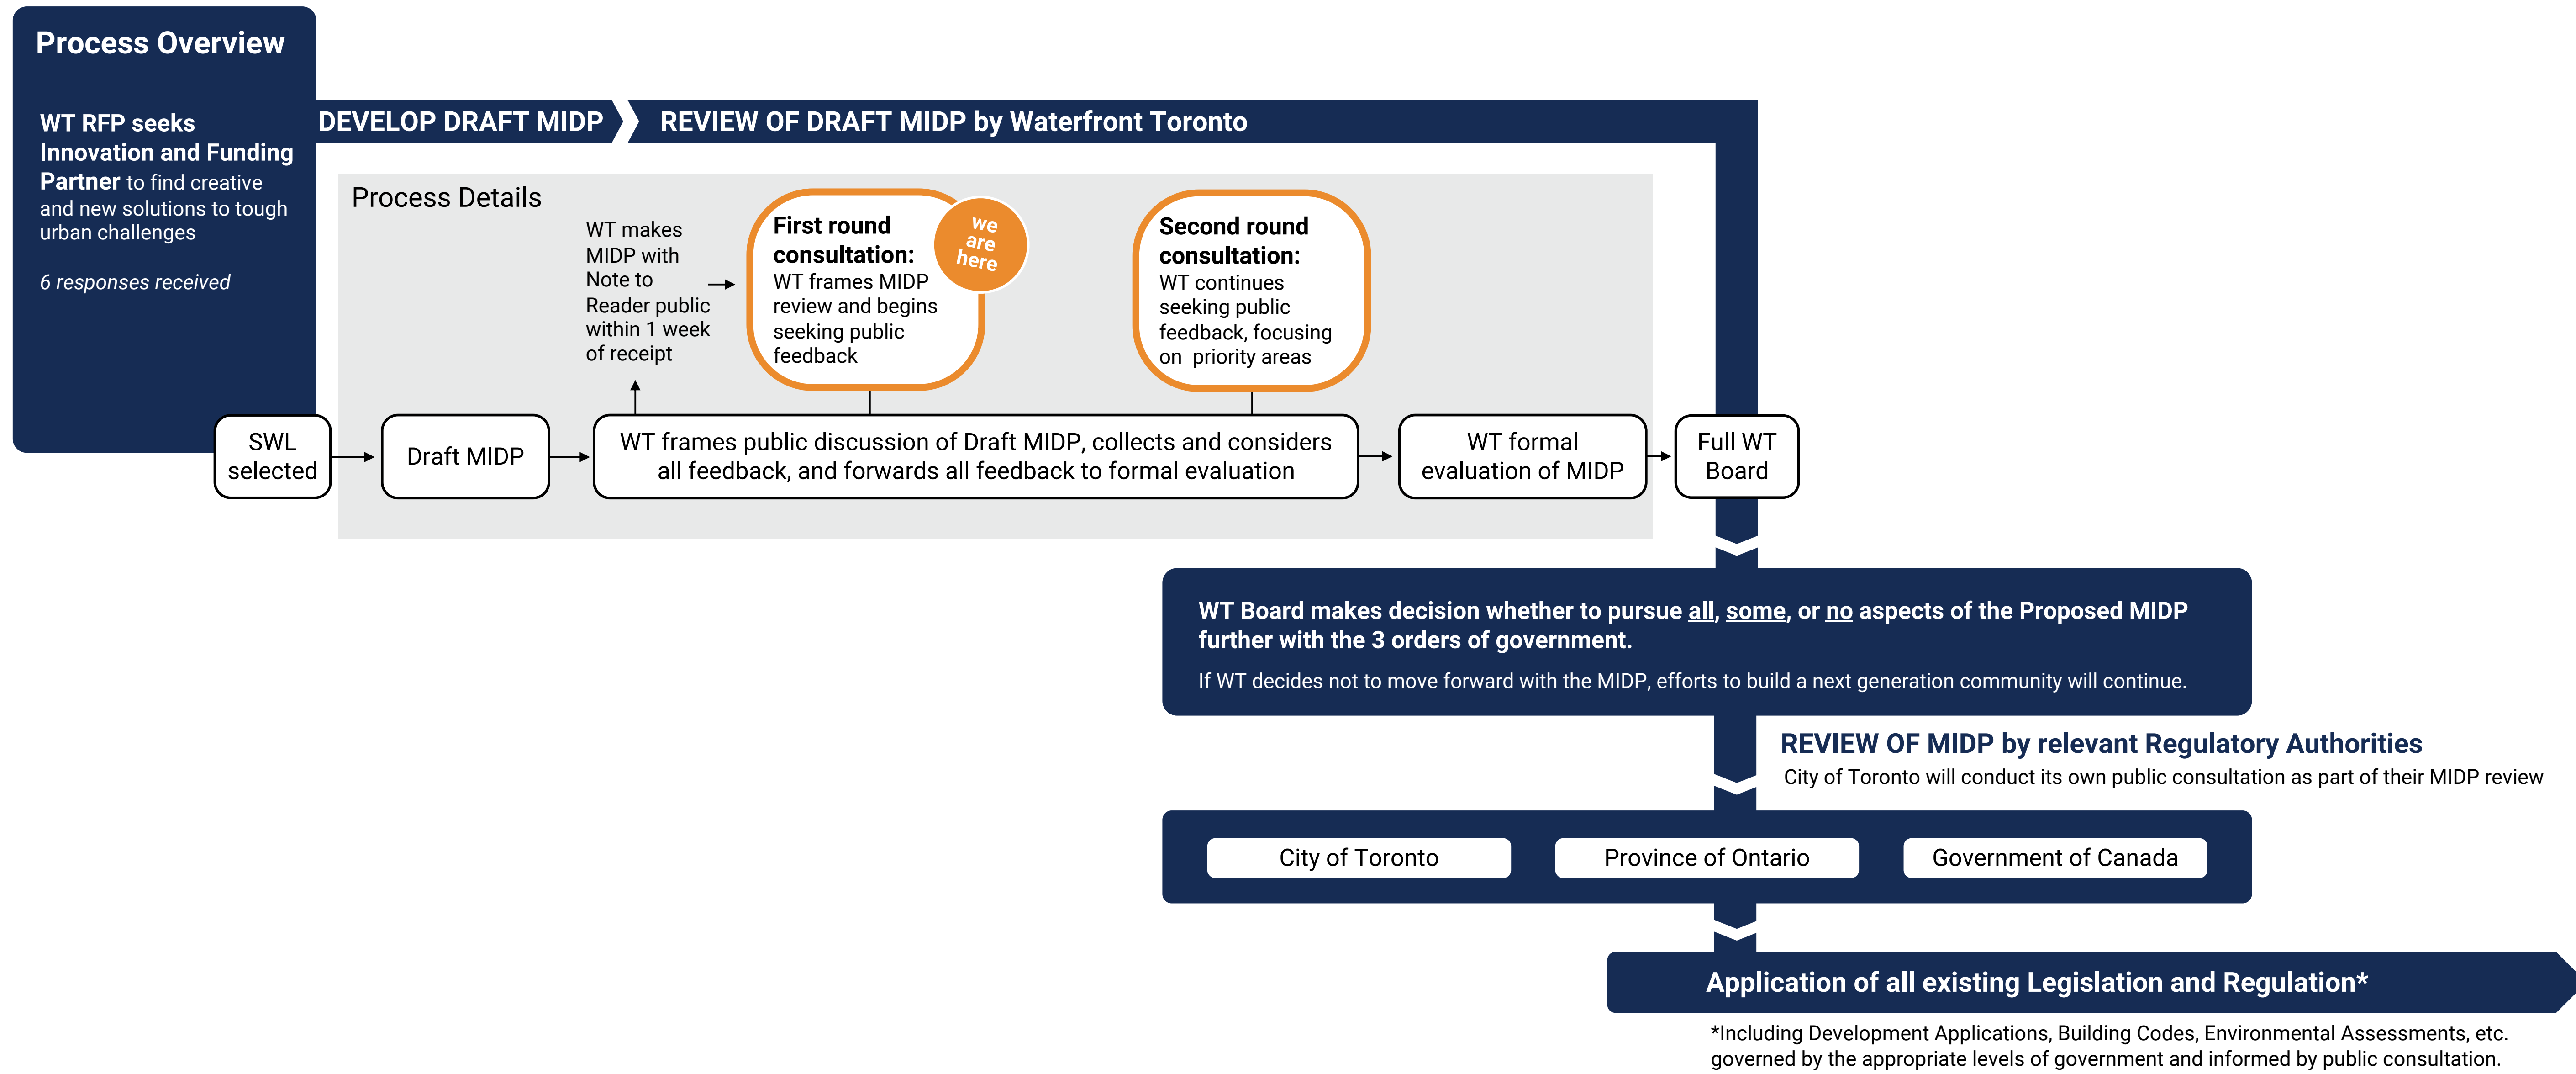 Process Overview
WT RFP seeks
Innovation and Funding
Partner to find creative
and new solutions to tough
urban challenges
6 responses received
DEVELOP DRAFT MIDP
REVIEW OF DRAFT MIDP by Waterfront Toronto
Process Details
WT makes
MIDP with
Note to
Reader public
within 1 week
of receipt
First round
consultation:
WT frames MIDP
review and begins
seeking public
feedback
we
are
here
Second round
consultation:
WT continues
seeking public
feedback, focusing
on priority areas
SWL
selected
Draft MIDP
WT frames public discussion of Draft MIDP, collects and considers
all feedback, and forwards all feedback to formal evaluation
WT formal
evaluation of MIDP
Full WT
Board
WT Board makes decision whether to pursue all, some, or no aspects of the Proposed MIDP
further with the 3 orders of government.
If WT decides not to move forward with the MIDP, efforts to build a next generation community will continue.
REVIEW OF MIDP by relevant Regulatory Authorities
City of Toronto will conduct its own public consultation as part of their MIDP review
City of Toronto
Province of Ontario
Government of Canada
Application of all existing Legislation and Regulation*
*Including Development Applications, Building Codes, Environmental Assessments, etc.
governed by the appropriate levels of government and informed by public consultation.